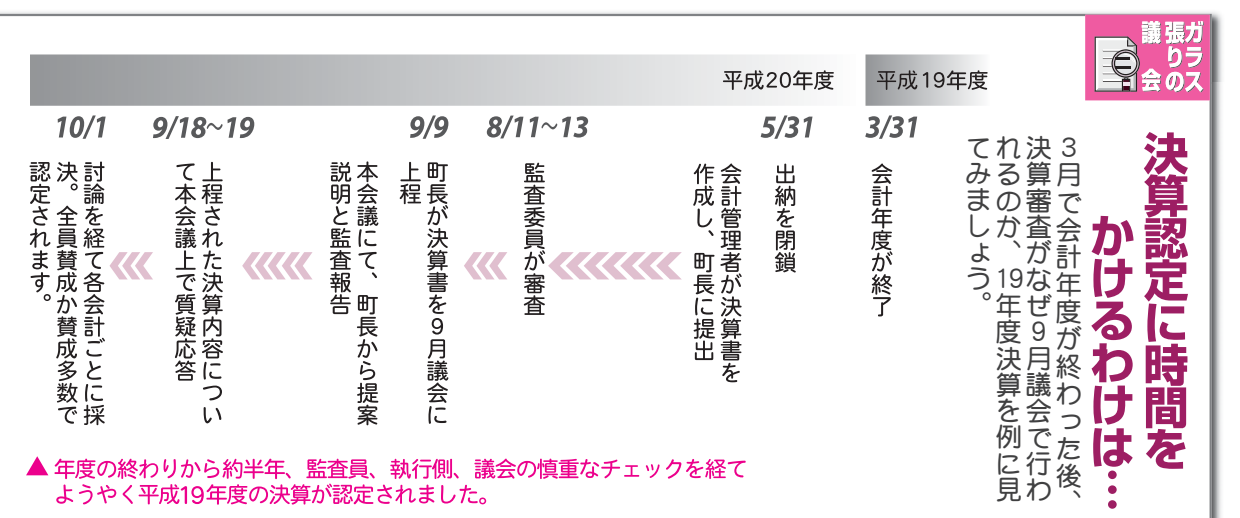 ガラス
張りの
議会
決算認定に時間を
かけるわけは…
3月で会計年度が終わった後、
決算審査がなぜ9月議会で行わ
れるのか、19年度決算を例に見
てみましょう。
平成19年度
3/31
会計年度が終了
平成20年度
5/31
出納を閉鎖
会計管理者が決算書を
作成し、町長に提出
8/11~13
監査委員が審査
9/9
町長が決算書を9月議会に
上程
本会議にて、町長から提案
説明と監査報告
9/18~19
上程された決算内容につい
て本会議上で質疑応答
10/1
討論を経て各会計ごとに採
決。全員賛成か賛成多数で
認定されます。
▲年度の終わりから約半年、監査員、執行側、議会の慎重なチェックを経て
ようやく平成19年度の決算が認定されました。